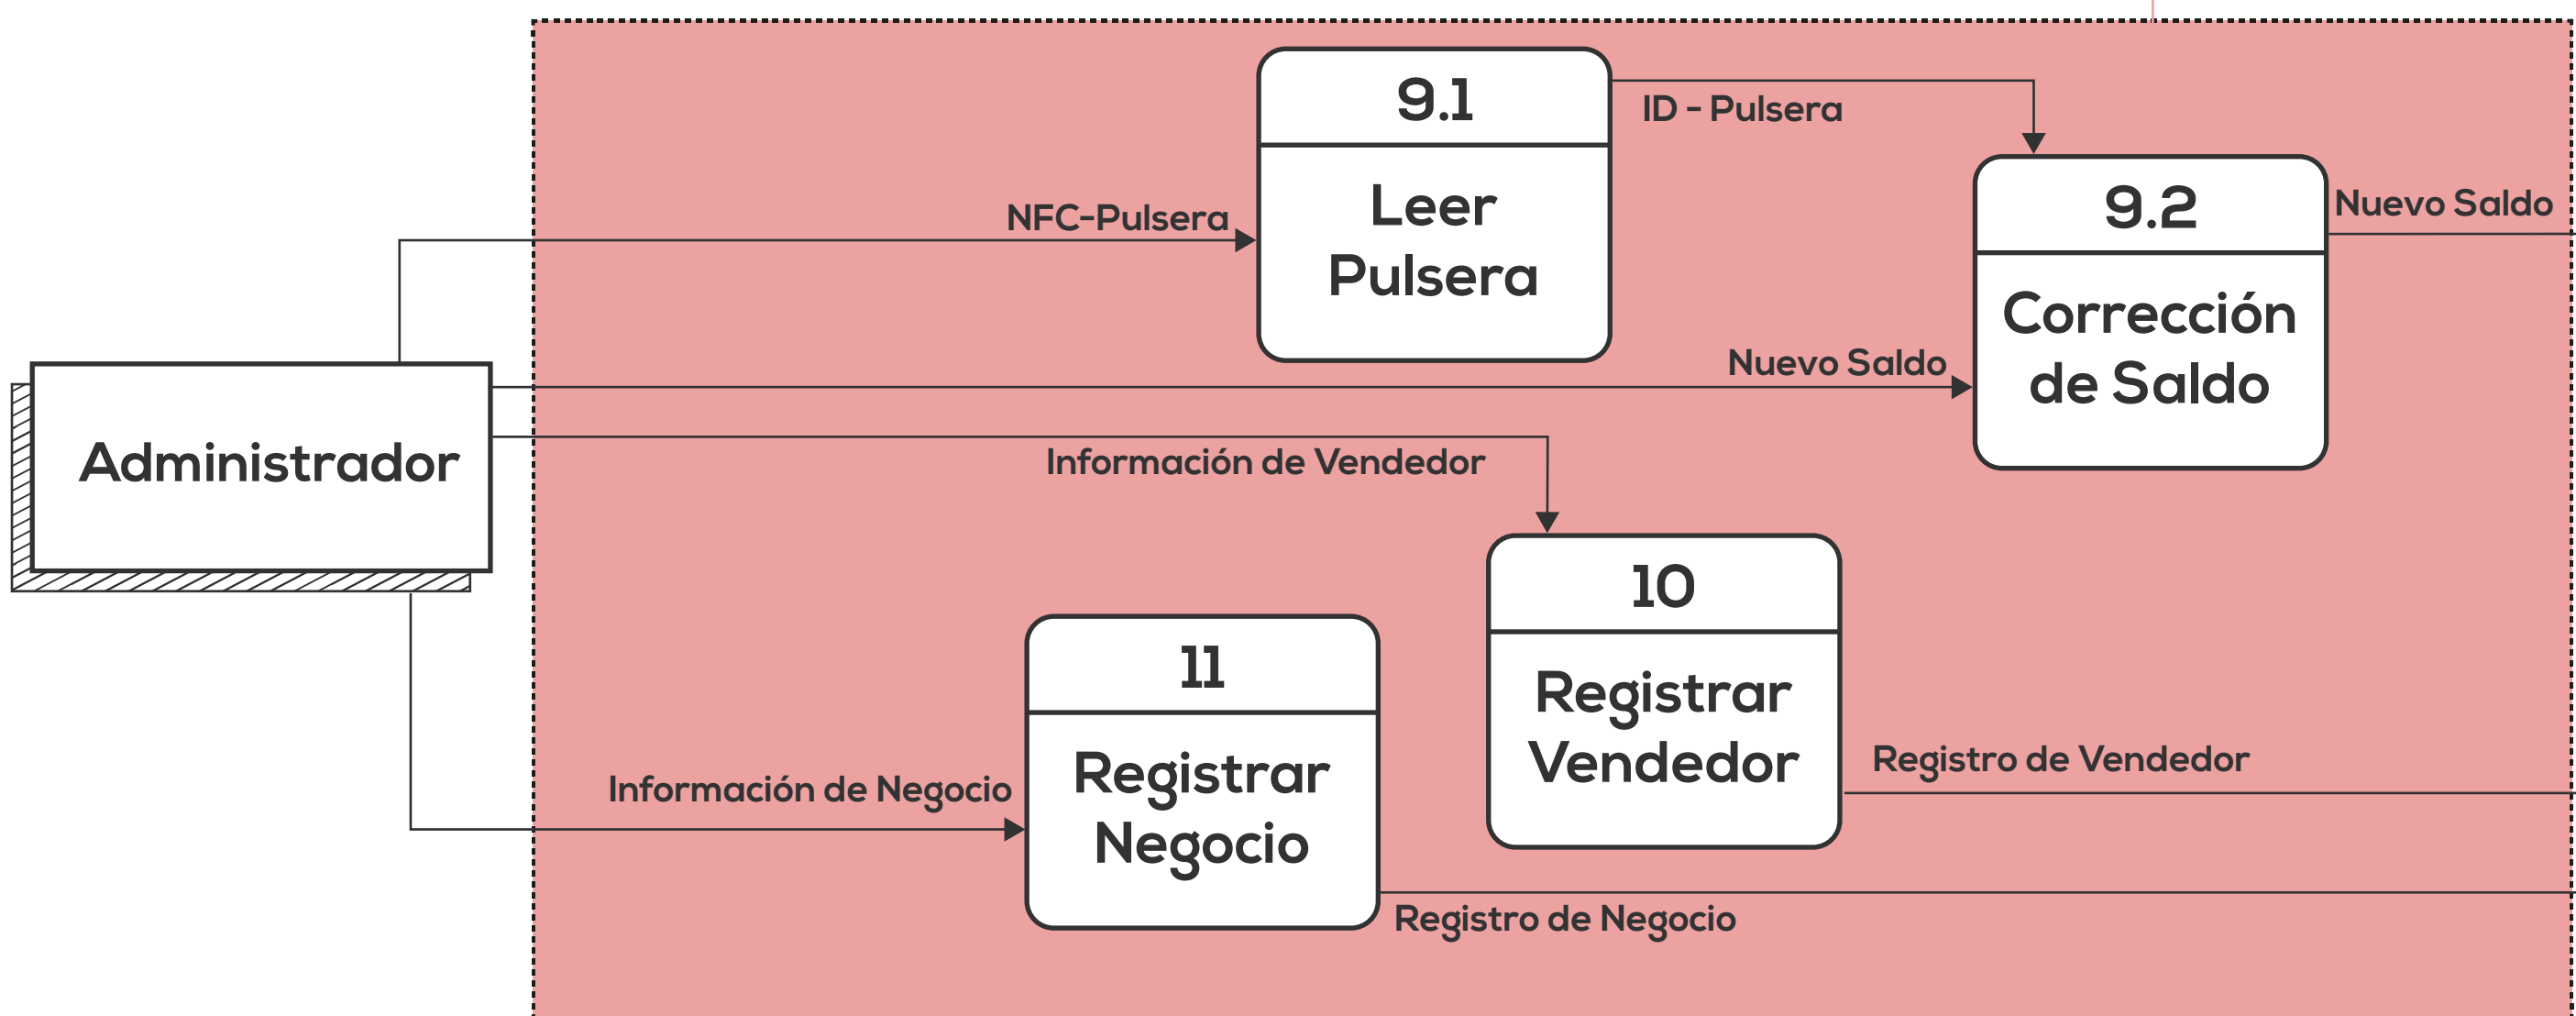 9.1
ID - Pulsera
Leer
Pulsera
NFC-Pulsera
9.2
Nuevo Saldo
Corrección
de Saldo
Nuevo Saldo
Administrador
Información de Vendedor
10
Registrar
Vendedor
Registro de Vendedor
11
Registrar
Negocio
Información de Negocio
Registro de Negocio